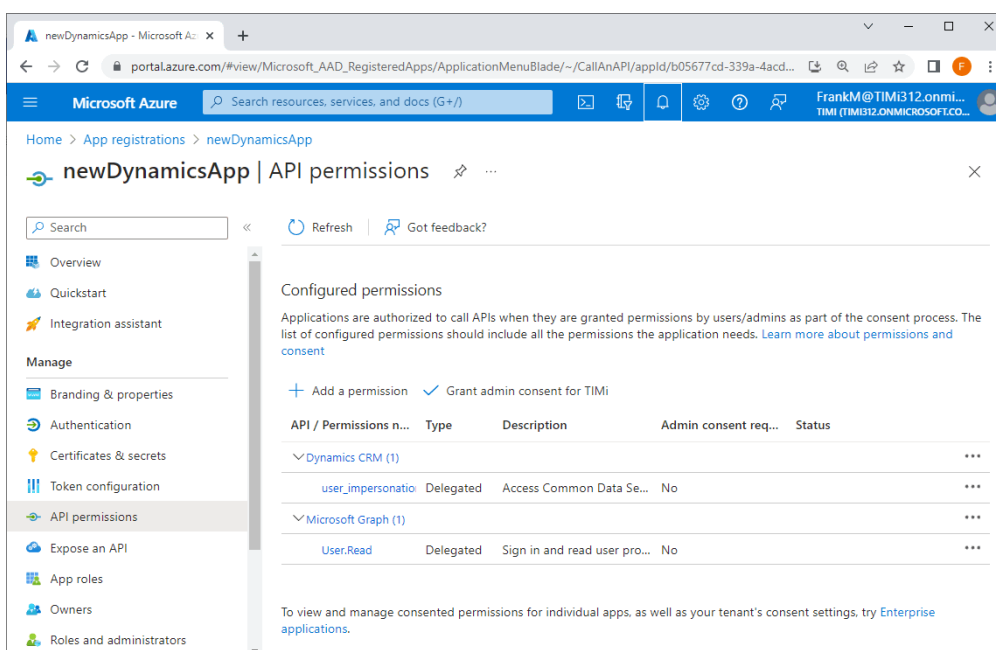 newDynamicsApp - Microsoft Az
portal.azure.com/#view/Microsoft_AAD_RegisteredApps/ApplicationMenuBlade/~/CallAnAPI/appId/b05677cd-339a-4acd...
F
Microsoft Azure
Search resources, services, and docs (G+/)
FrankM@TIMi312.onmi...
TIMI (TIMI312.ONMICROSOFT.CO...
Home > App registrations > newDynamicsApp
newDynamicsApp | API permissions ...
Search
«
Refresh
Got feedback?
Overview
Quickstart
Integration assistant
Manage
Branding & properties
Authentication
Certificates & secrets
Token configuration
API permissions
Expose an API
App roles
Owners
Roles and administrators
Configured permissions
Applications are authorized to call APIs when they are granted permissions by users/admins as part of the consent process. The
list of configured permissions should include all the permissions the application needs. Learn more about permissions and
consent
Add a permission Grant admin consent for TIMi
API / Permissions n... Type Description Admin consent req... Status
Dynamics CRM (1)
user_impersonatio Delegated Access Common Data Se... No
Microsoft Graph (1)
User.Read Delegated Sign in and read user pro... No
To view and manage consented permissions for individual apps, as well as your tenant's consent settings, try Enterprise
applications.